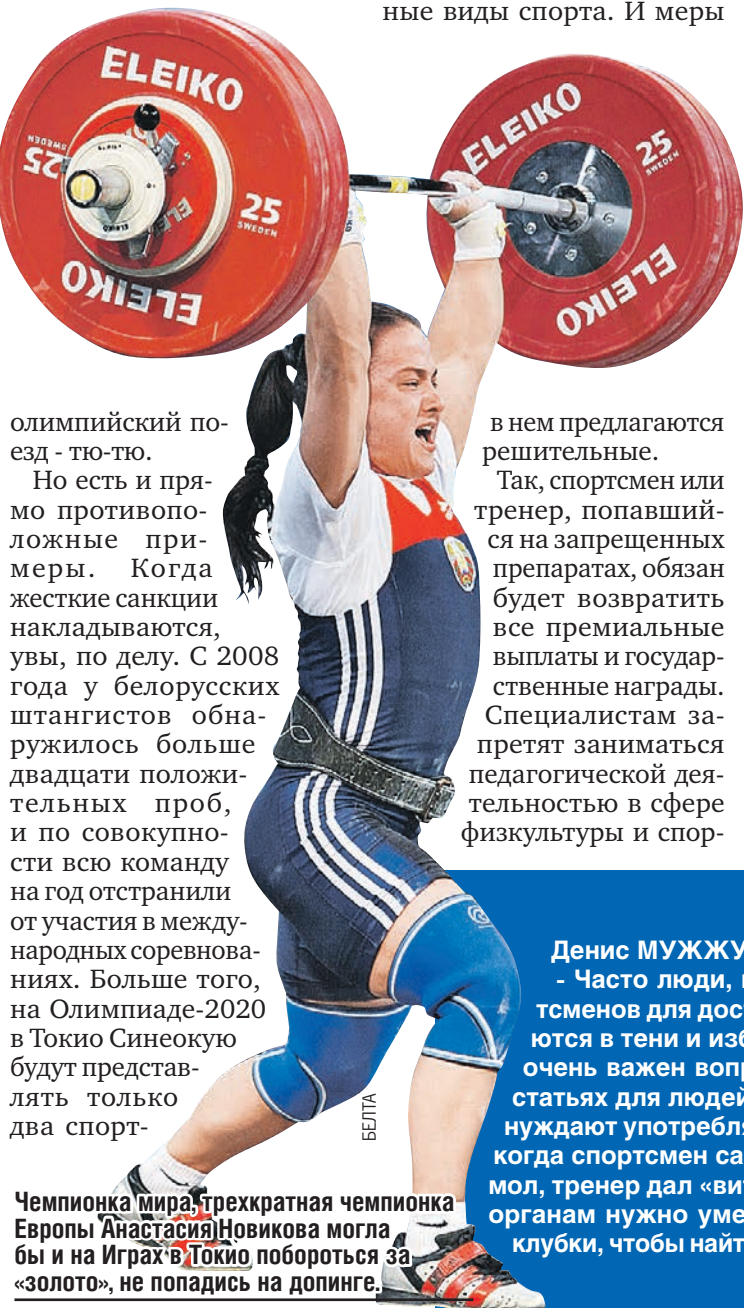 ные виды спорта. И меры
ELEIKO
25
SWEDEN
25
SWEDEN
ELEIKO
ELEIKO
ELEIKO
25
SWEDEN
ELEIKO
олимпийский по-
езд - тю-тю.
Но есть и пря-
мо противопо-
ложные при-
меры. Когда
жесткие санкции
накладываются,
увы, по делу. С 2008
года у белорусских
штангистов обна-
ружилось больше
двадцати положи-
тельных проб,
и по совокупно-
сти всю команду
на год отстранили
от участия в между-
народных соревнова-
ниях. Больше того,
на Олимпиаде-2020
в Токио Синеокую
будут представ-
лять только
два спорт-
в нем предлагаются
решительные.
Так, спортсмен или
тренер, попавший-
ся на запрещенных
препаратах, обязан
будет возвратить
все премиальные
выплаты и государ-
ственные награды.
Специалистам за-
претят заниматься
педагогической дея-
тельностью в сфере
физкультуры и спор-
БЕЛТА
Чемпионка мира, трехкратная чемпионка
Европы Анастасия Новикова могла
бы и на Играх в Токио побороться за
«золото», не попадись на допинге.
Денис МУЖЖУ
- Часто люди,
тсменов для дос
ются в тени и изб
очень важен вопр
статьях для людей
нуждают употребля
когда спортсмен са
мол, тренер дал «вит
органам нужно уме
клубки, чтобы найт